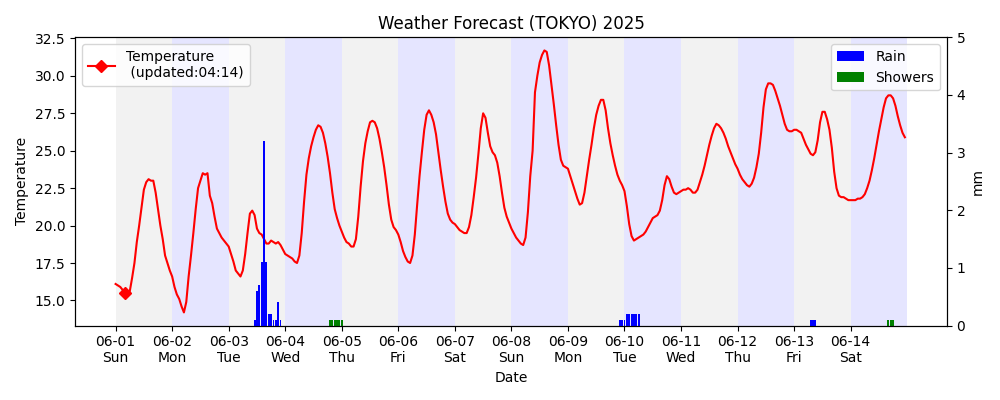 Weather Forecast (TOKYO) 2025
Temperature
(updated:04:14)
Rain
Showers
32.5
30.0
27.5
25.0
22.5
20.0
17.5
15.0
Temperature
5
4
3
2
1
0
mm
06-01 06-02 06-03 06-04 06-05 06-06 06-07 06-08 06-09 06-10 06-11 06-12 06-13 06-14
Sun Mon Tue Wed Thu Fri Sat Sun Mon Tue Wed Thu Fri Sat
Date